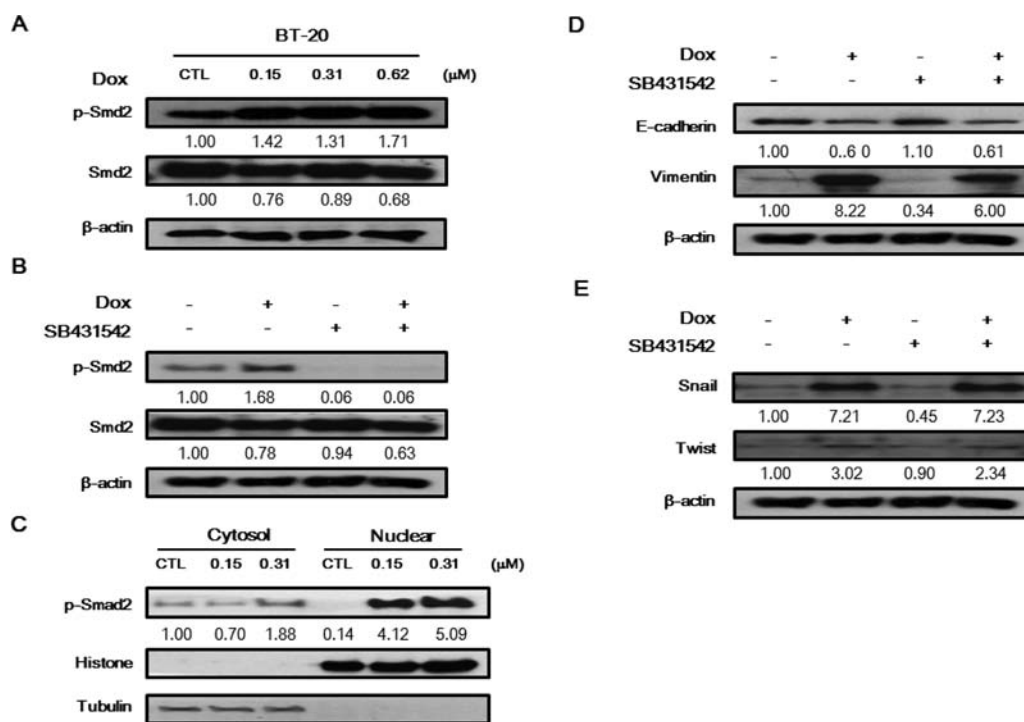 A
BT-20
Dox CTL 0.15 0.31 0.62 (μM)
p-Smd2
1.00 1.42 1.31 1.71
Smd2
1.00 0.76 0.89 0.68
β-actin
B
Dox - + - +
SB431542 - - + +
p-Smd2
1.00 1.68 0.06 0.06
Smd2
1.00 0.78 0.94 0.63
β-actin
C
Cytosol Nuclear
CTL 0.15 0.31 CTL 0.15 0.31 (μM)
p-Smad2
1.00 0.70 1.88 0.14 4.12 5.09
Histone
Tubulin
D
Dox - + - +
SB431542 - - + +
E-cadherin
1.00 0..6 0 1.10 0.61
Vimentin
1.00 8.22 0.34 6.00
β-actin
E
Dox - + - +
SB431542 - - + +
Snail
1.00 7.21 0.45 7.23
Twist
1.00 3.02 0.90 2.34
β-actin